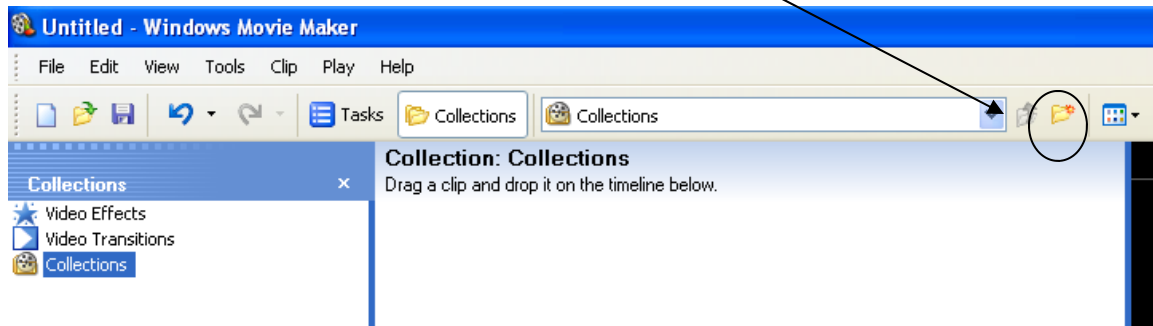 Untitled - Windows Movie Maker
File Edit View Tools Clip Play Help
Tasks Collections Collections
Collections ×
Collection: Collections
Drag a clip and drop it on the timeline below.
Video Effects
Video Transitions
Collections